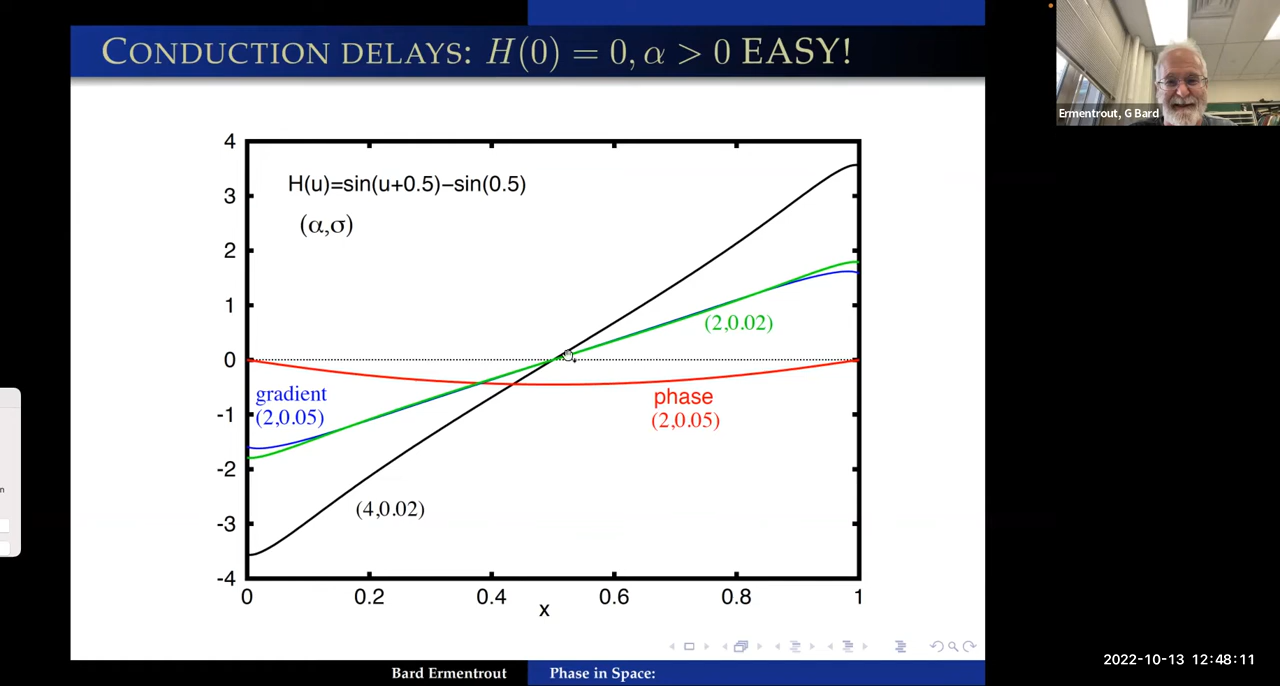 CONDUCTION DELAYS: H(0) = 0, α > 0 EASY!
Ermentrout, G Bard
H(u)=sin(u+0.5)−sin(0.5)
(α,σ)
4
3
2
1
0
-1
-2
-3
-4
(2,0.02)
gradient
(2,0.05)
phase
(2,0.05)
(4,0.02)
0 0.2 0.4 0.6 0.8 1
x
n
Bard Ermentrout Phase in Space:
2022-10-13 12:48:11